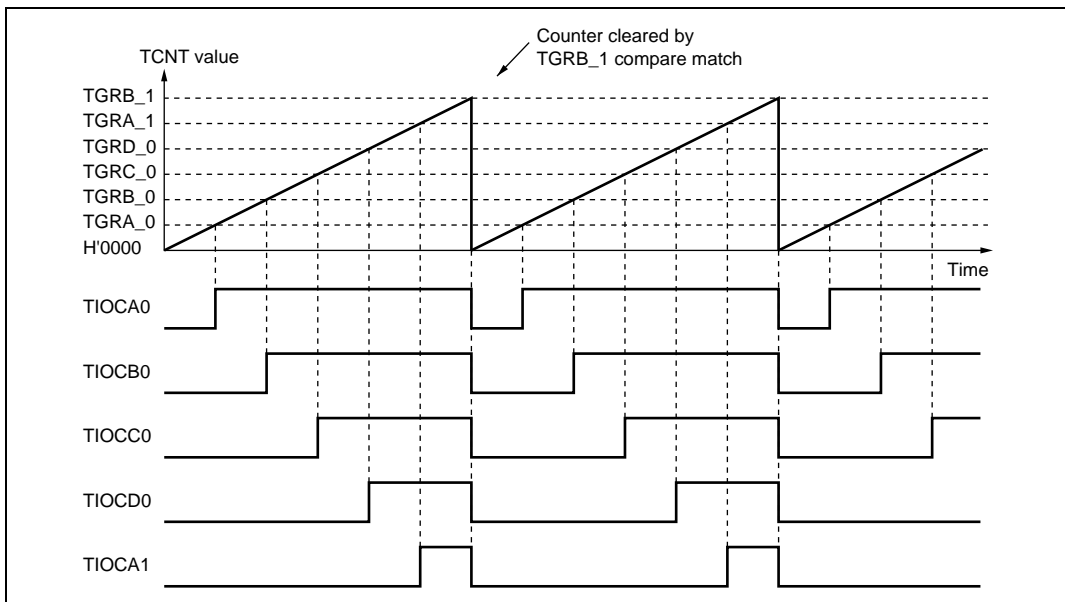 Counter cleared by
TGRB_1 compare match
TCNT value
TGRB_1
TGRA_1
TGRD_0
TGRC_0
TGRB_0
TGRA_0
H'0000
Time
TIOCA0
TIOCB0
TIOCC0
TIOCD0
TIOCA1